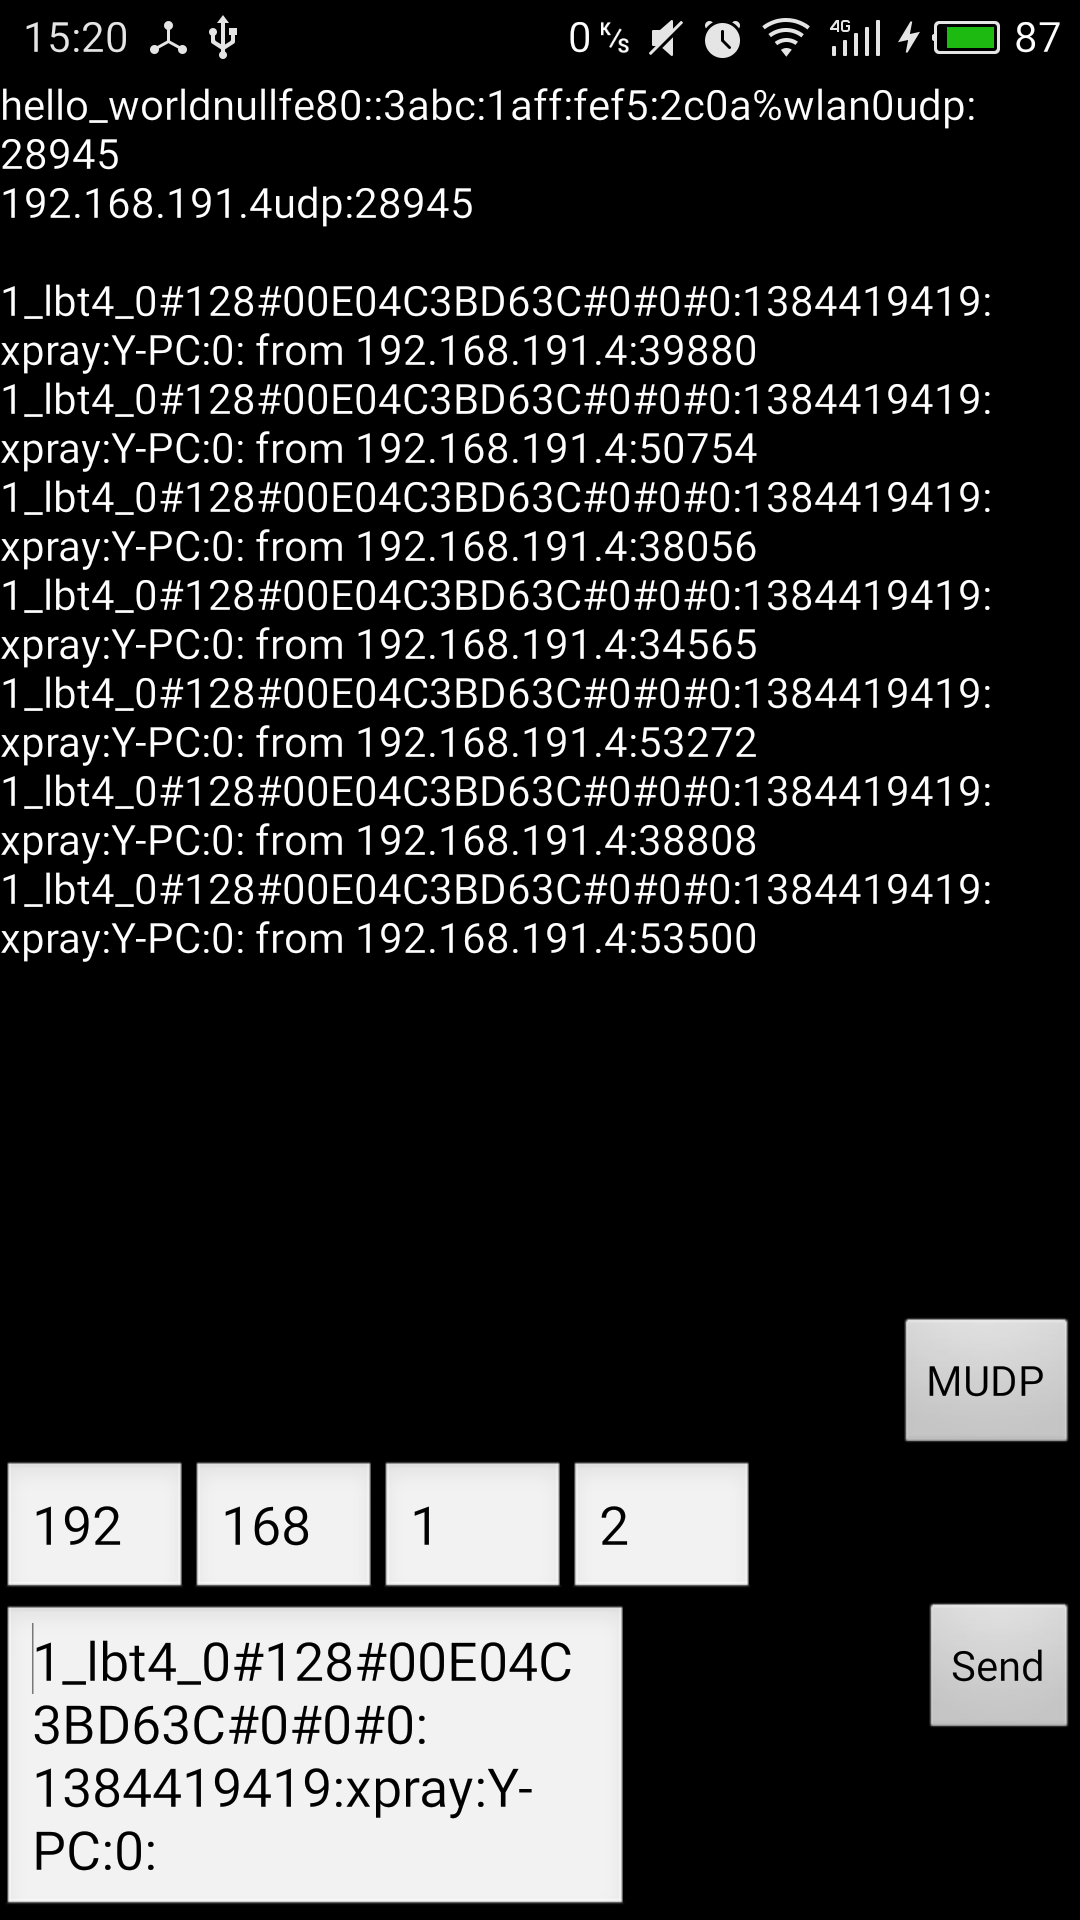 15:20 0 K/s 4G 87
hello_worldnullfe80::3abc:1aff:fef5:2c0a%wlan0udp:
28945
192.168.191.4udp:28945
1_lbt4_0#128#00E04C3BD63C#0#0#0:1384419419:
xpray:Y-PC:0: from 192.168.191.4:39880
1_lbt4_0#128#00E04C3BD63C#0#0#0:1384419419:
xpray:Y-PC:0: from 192.168.191.4:50754
1_lbt4_0#128#00E04C3BD63C#0#0#0:1384419419:
xpray:Y-PC:0: from 192.168.191.4:38056
1_lbt4_0#128#00E04C3BD63C#0#0#0:1384419419:
xpray:Y-PC:0: from 192.168.191.4:34565
1_lbt4_0#128#00E04C3BD63C#0#0#0:1384419419:
xpray:Y-PC:0: from 192.168.191.4:53272
1_lbt4_0#128#00E04C3BD63C#0#0#0:1384419419:
xpray:Y-PC:0: from 192.168.191.4:38808
1_lbt4_0#128#00E04C3BD63C#0#0#0:1384419419:
xpray:Y-PC:0: from 192.168.191.4:53500
MUDP
192 168 1 2
1_lbt4_0#128#00E04C
3BD63C#0#0#0:
1384419419:xpray:Y-
PC:0:
Send